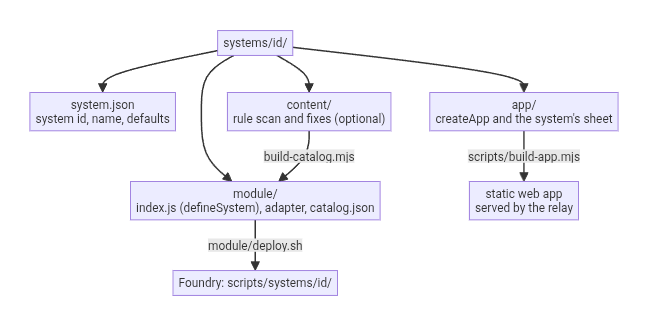 systems/id/
system.json
system id, name, defaults
content/
rule scan and fixes (optional)
app/
createApp and the system's sheet
build-catalog.mjs
scripts/build-app.mjs
module/
index.js (defineSystem), adapter, catalog.json
static web app
served by the relay
module/deploy.sh
Foundry: scripts/systems/id/